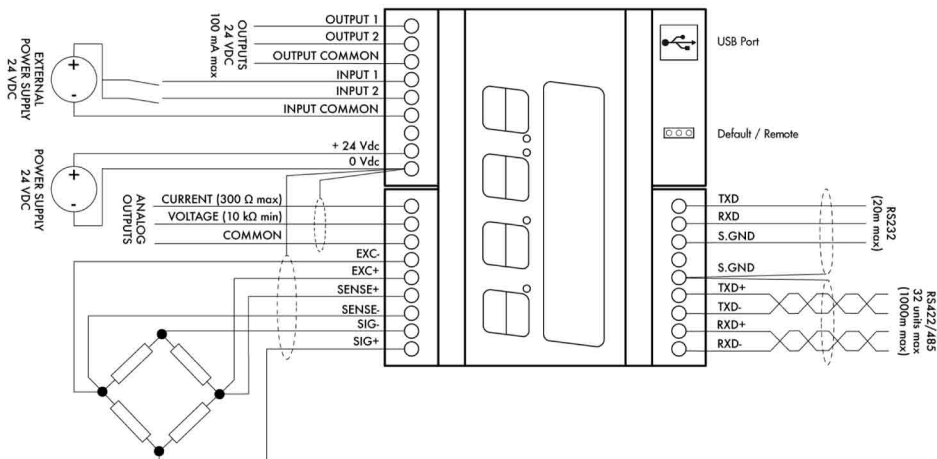 OUTPUT 1
OUTPUT 2
OUTPUT COMMON
INPUT 1
INPUT 2
INPUT COMMON
+ 24 Vdc
0 Vdc
OUTPUTS
24 VDC
100 mA max
EXTERNAL
POWER SUPPLY
24 VDC
+
-
POWER SUPPLY
24 VDC
+
-
ANALOG
OUTPUTS
CURRENT (300 Ω max)
VOLTAGE (10 kΩ min)
COMMON
EXC-
EXC+
SENSE+
SENSE-
SIG-
SIG+
USB Port
Default / Remote
TXD
RXD
S.GND
S.GND
TXD+
TXD-
RXD+
RXD-
RS232
(20m max)
RS422/485
32 units max
(1000m max)